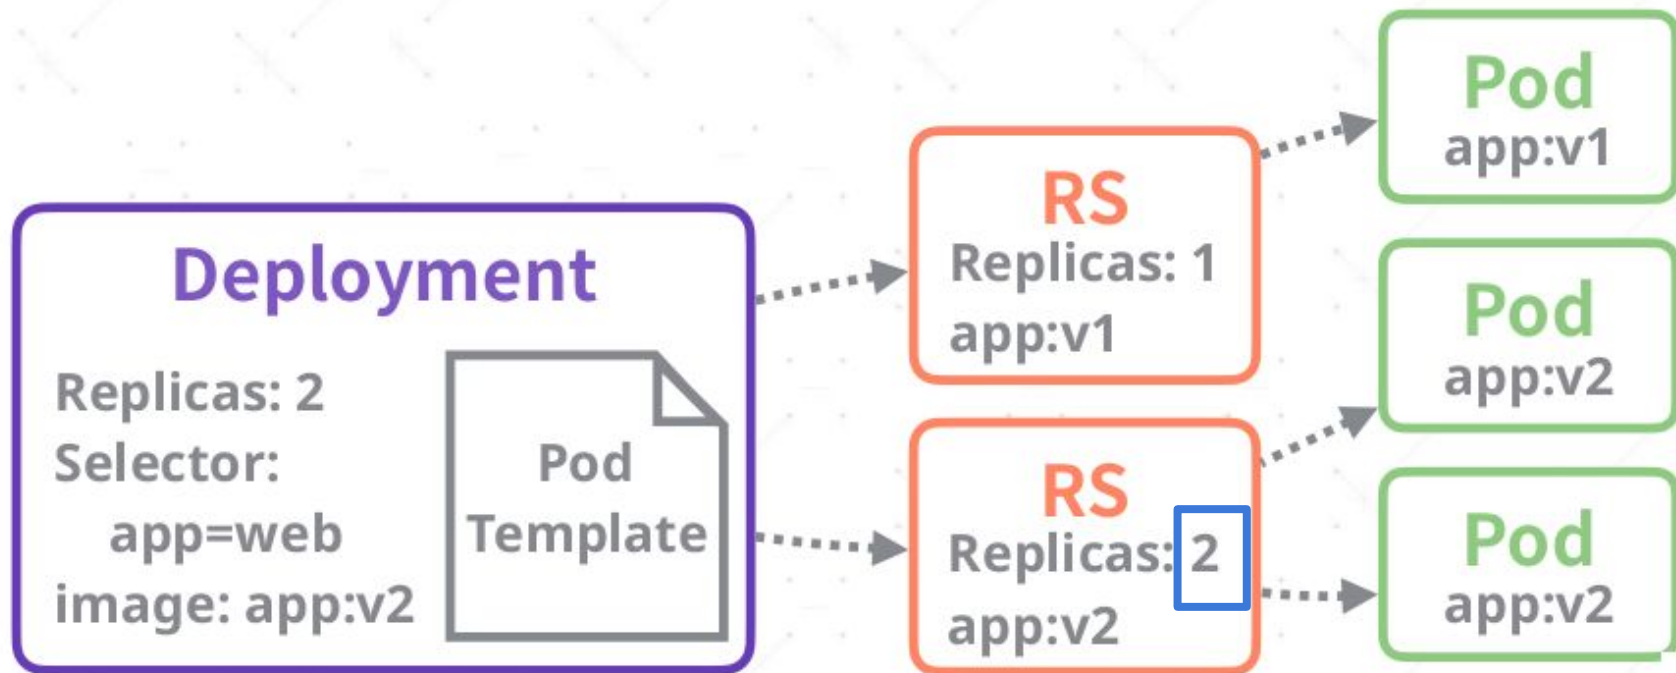 Deployment
Replicas: 2
Selector:
app=web
image: app:v2
Pod
Template
RS
Replicas: 1
app:v1
RS
Replicas: 2
app:v2
Pod
app:v1
Pod
app:v2
Pod
app:v2